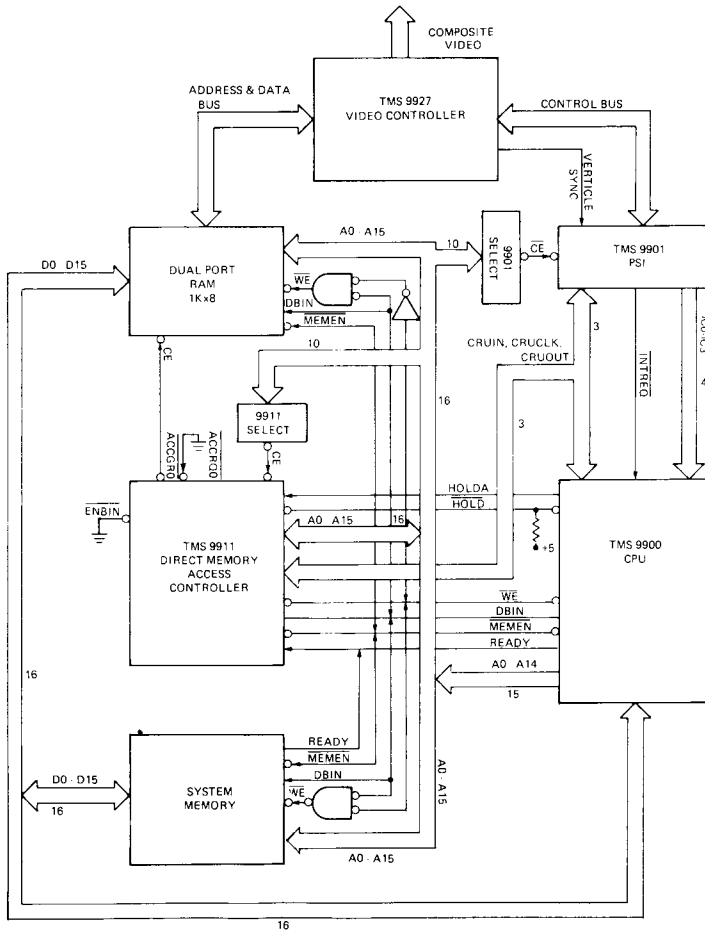 COMPOSITE
VIDEO
ADDRESS & DATA
BUS
TMS 9927
VIDEO CONTROLLER
CONTROL BUS
VERTICLE
SYNC
D0 - D15
DUAL PORT
RAM
1K x 8
A0 - A15
10
9901
SELECT
CE
TMS 9901
PSI
WE
DBIN
MEMEN
10
CE
9911
SELECT
CE
ACCGR0
ACCRQ0
ENBIN
CRUIN, CRUCLK,
CRUOUT
3
3
INTREQ
4
16
HOLDA
HOLD
+5
A0 A15
16
TMS 9911
DIRECT MEMORY
ACCESS
CONTROLLER
TMS 9900
CPU
WE
DBIN
MEMEN
READY
A0 A14
15
16
D0 - D15
16
SYSTEM
MEMORY
READY
MEMEN
DBIN
WE
A0 - A15
A0 - A15
16